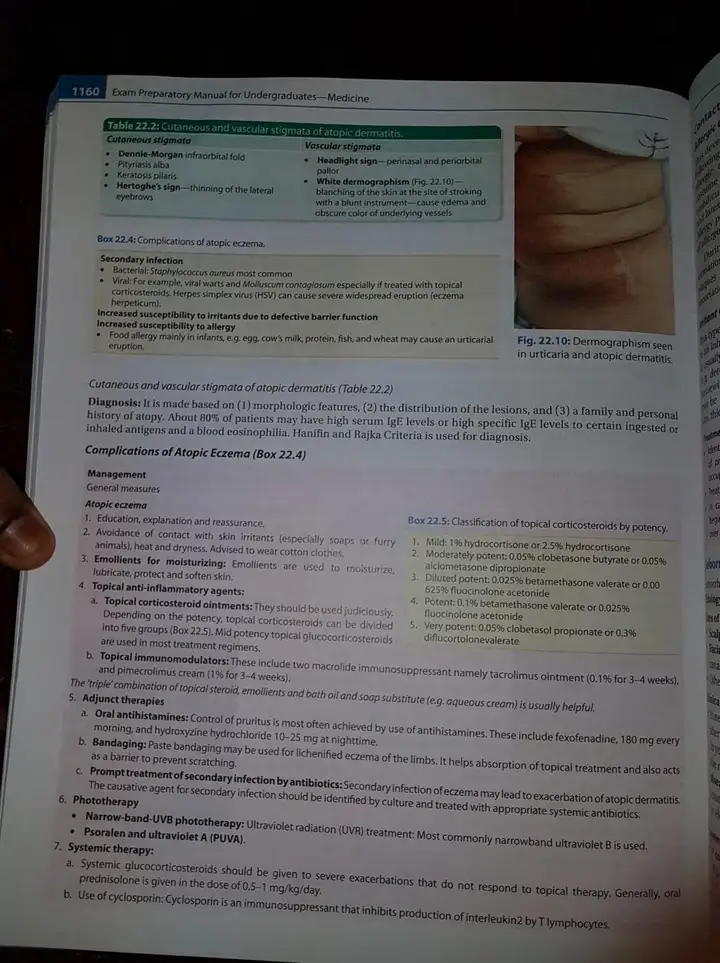 1160 Exam Preparatory Manual for Undergraduates—Medicine
Table 22.2: Cutaneous and vascular stigmata of atopic dermatitis.
Cutaneous stigmata
• Dennie-Morgan infraorbital fold
• Pityriasis alba
• Keratosis pilaris
• Hertoghe's sign—thinning of the lateral
eyebrows
Vascular stigmata
• Headlight sign—perinasal and periorbital
pallor
• White dermographism (Fig. 22.10)—
blanching of the skin at the site of stroking
with a blunt instrument—cause edema and
obscure color of underlying vessels
Box 22.4: Complications of atopic eczema.
Secondary infection
• Bacterial: Staphylococcus aureus most common
• Viral: For example, viral warts and Molluscum contagiosum especially if treated with topical
corticosteroids. Herpes simplex virus (HSV) can cause severe widespread eruption (eczema
herpeticum).
Increased susceptibility to irritants due to defective barrier function
Increased susceptibility to allergy
• Food allergy mainly in infants, e.g. egg, cow's milk, protein, fish, and wheat may cause an urticarial
eruption.
Fig. 22.10: Dermographism seen
in urticaria and atopic dermatitis.
Cutaneous and vascular stigmata of atopic dermatitis (Table 22.2)
Diagnosis: It is made based on (1) morphologic features, (2) the distribution of the lesions, and (3) a family and personal
history of atopy. About 80% of patients may have high serum IgE levels or high specific IgE levels to certain ingested or
inhaled antigens and a blood eosinophilia. Hanifin and Rajka Criteria is used for diagnosis.
Complications of Atopic Eczema (Box 22.4)
Management
General measures
Atopic eczema
1. Education, explanation and reassurance.
2. Avoidance of contact with skin irritants (especially soaps or furry
animals), heat and dryness. Advised to wear cotton clothes.
3. Emollients for moisturizing: Emollients are used to moisturize,
lubricate, protect and soften skin.
4. Topical anti-inflammatory agents:
a. Topical corticosteroid ointments: They should be used judiciously.
Depending on the potency, topical corticosteroids can be divided
into five groups (Box 22.5). Mid potency topical glucocorticosteroids
are used in most treatment regimens.
Box 22.5: Classification of topical corticosteroids by potency.
1. Mild: 1% hydrocortisone or 2.5% hydrocortisone
2. Moderately potent: 0.05% clobetasone butyrate or 0.05%
alclometasone dipropionate
3. Diluted potent: 0.025% betamethasone valerate or 0.00
625% fluocinolone acetonide
4. Potent: 0.1% betamethasone valerate or 0.025%
fluocinolone acetonide
5. Very potent: 0.05% clobetasol propionate or 0.3%
diflucortolonevalerate
b. Topical immunomodulators: These include two macrolide immunosuppressant namely tacrolimus ointment (0.1% for 3–4 weeks),
and pimecrolimus cream (1% for 3–4 weeks).
The 'triple' combination of topical steroid, emollients and bath oil and soap substitute (e.g. aqueous cream) is usually helpful.
5. Adjunct therapies
a. Oral antihistamines: Control of pruritus is most often achieved by use of antihistamines. These include fexofenadine, 180 mg every
morning, and hydroxyzine hydrochloride 10–25 mg at nighttime.
b. Bandaging: Paste bandaging may be used for lichenified eczema of the limbs. It helps absorption of topical treatment and also acts
as a barrier to prevent scratching.
c. Prompt treatment of secondary infection by antibiotics: Secondary infection of eczema may lead to exacerbation of atopic dermatitis.
The causative agent for secondary infection should be identified by culture and treated with appropriate systemic antibiotics.
6. Phototherapy
• Narrow-band-UVB phototherapy: Ultraviolet radiation (UVR) treatment: Most commonly narrowband ultraviolet B is used.
• Psoralen and ultraviolet A (PUVA).
7. Systemic therapy:
a. Systemic glucocorticosteroids should be given to severe exacerbations that do not respond to topical therapy. Generally, oral
prednisolone is given in the dose of 0.5–1 mg/kg/day.
b. Use of cyclosporin: Cyclosporin is an immunosuppressant that inhibits production of interleukin2 by T lymphocytes.